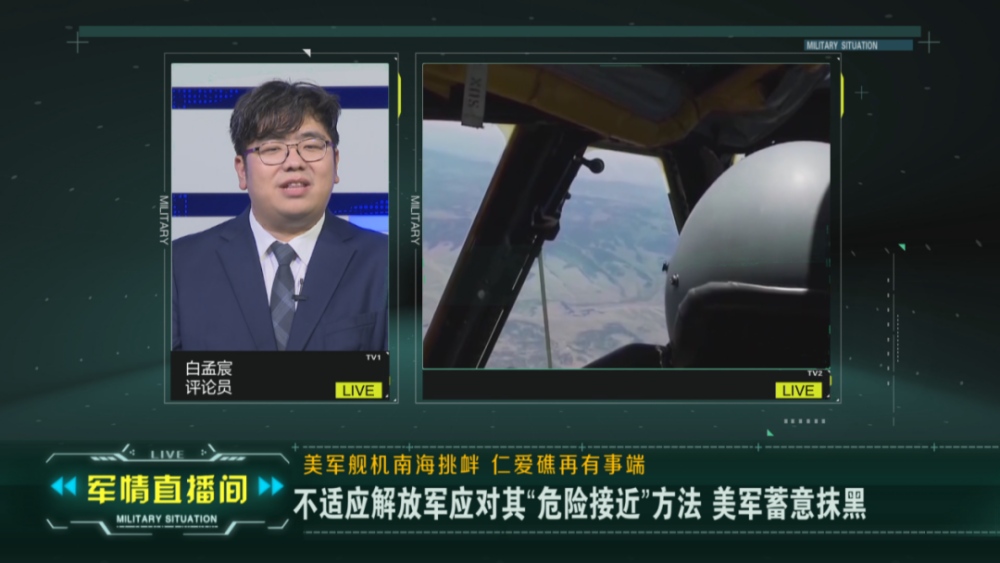 MILITARY SITUATION
SIXUX
MILITARY
MILITARY
TV1
白孟宸
评论员
LIVE
TV2
LIVE
LIVE
军情直播间
MILITARY SITUATION
美军舰机南海挑衅 仁爱礁再有事端
不适应解放军应对其“危险接近”方法 美军蓄意抹黑